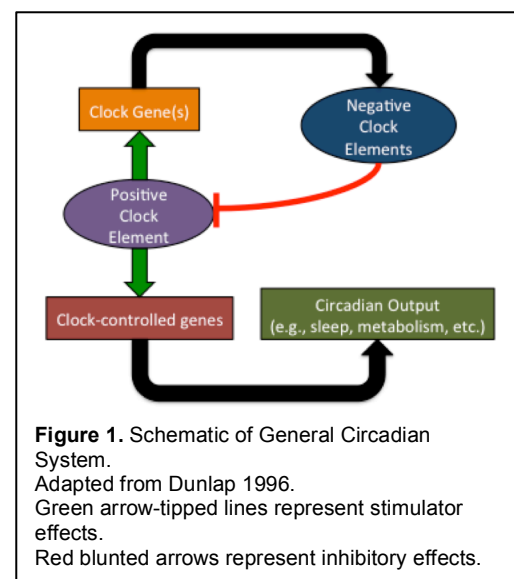 Clock Gene(s)
Negative
Clock
Elements
Positive
Clock
Element
Clock-controlled genes
Circadian Output
(e.g., sleep, metabolism, etc.)
Figure 1. Schematic of General Circadian
System.
Adapted from Dunlap 1996.
Green arrow-tipped lines represent stimulator
effects.
Red blunted arrows represent inhibitory effects.